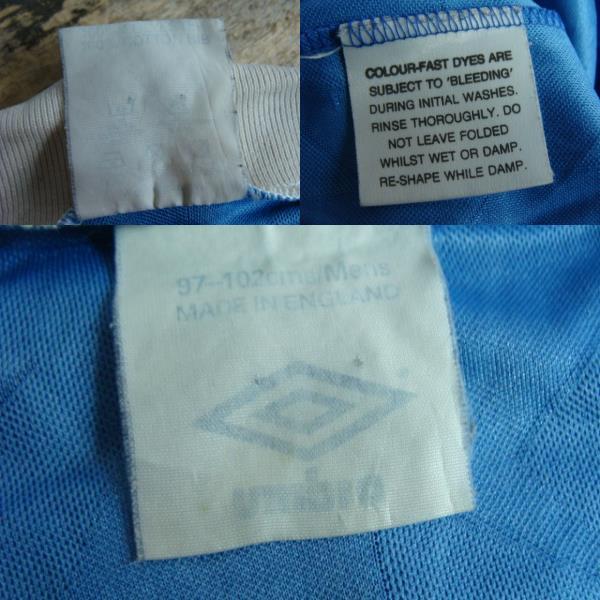 COLOUR-FAST DYES ARE
SUBJECT TO 'BLEEDING'
DURING INITIAL WASHES.
RINSE THOROUGHLY. DO
NOT LEAVE FOLDED
WHILST WET OR DAMP.
RE-SHAPE WHILE DAMP.
97-102cms/Mens
MADE IN ENGLAND
umbro